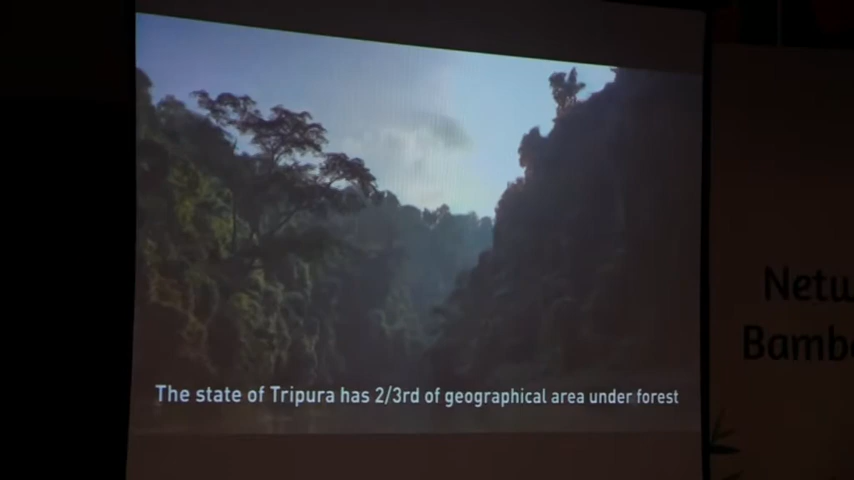 The state of Tripura has 2/3rd of geographical area under forest